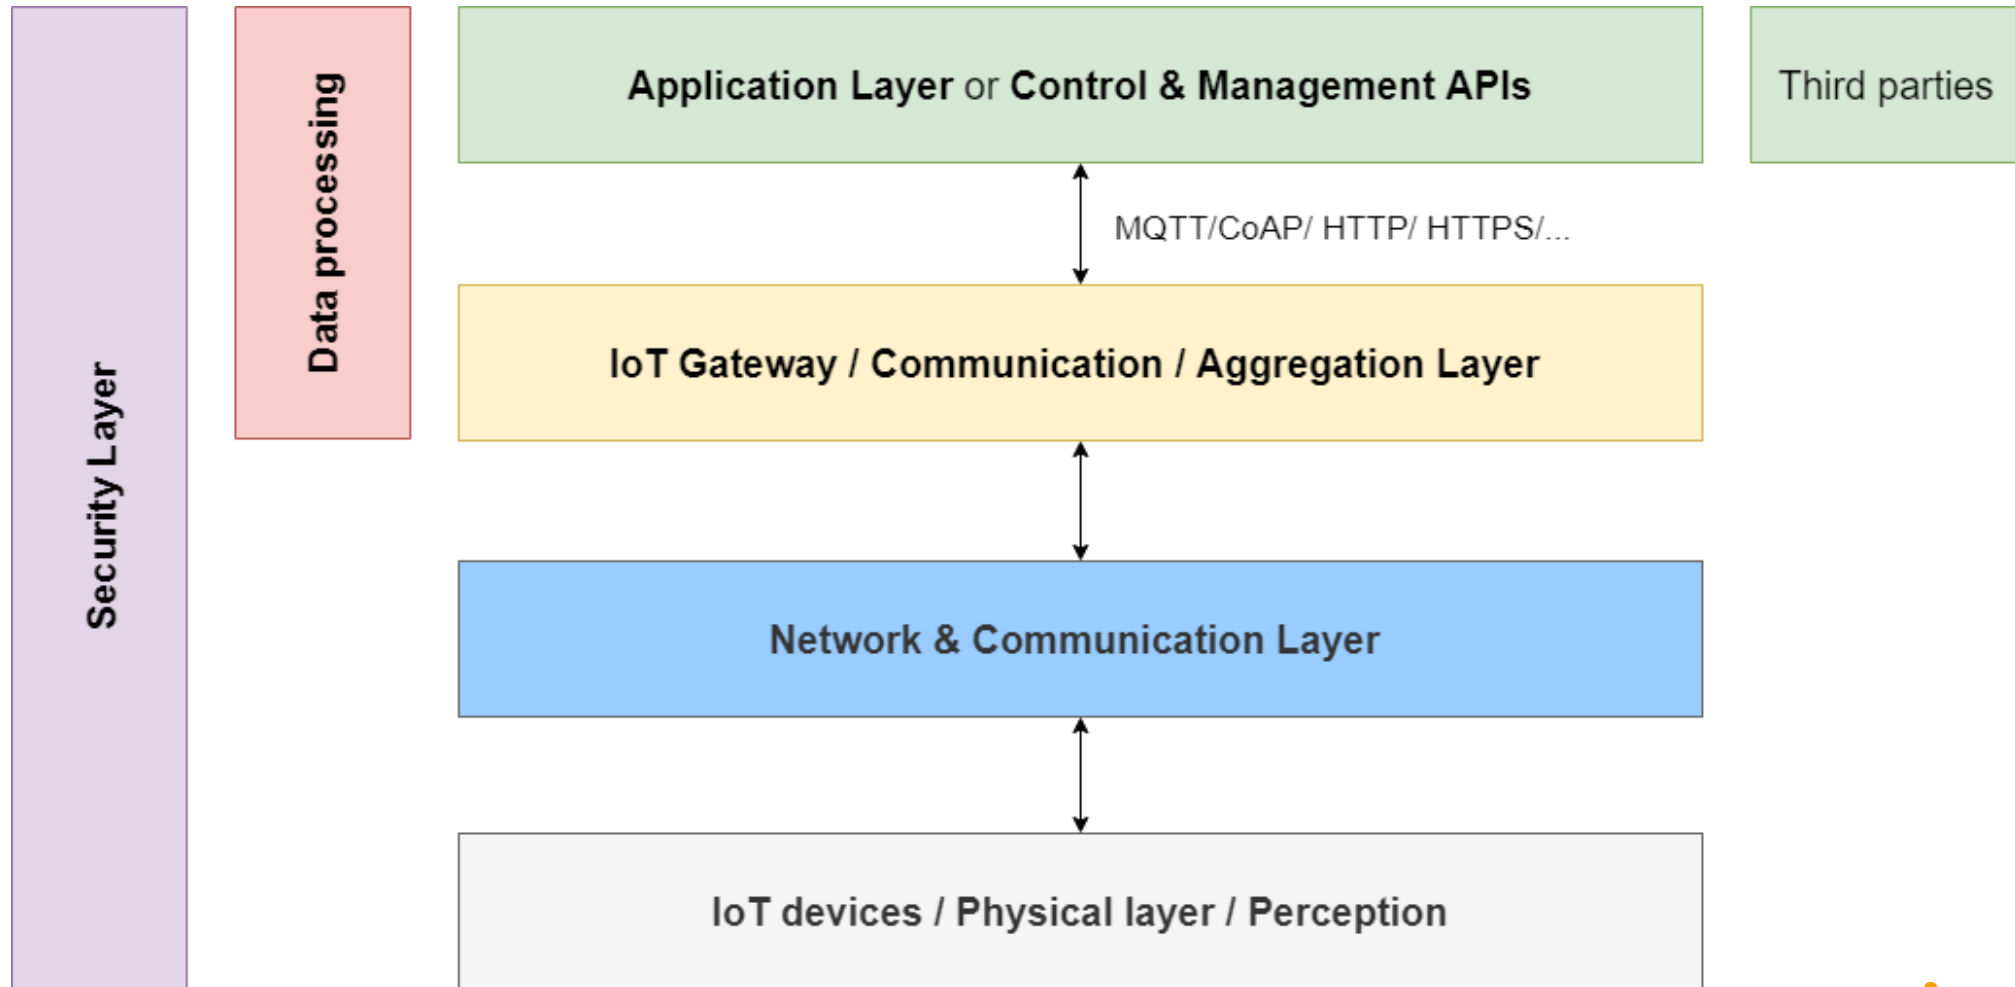 Security Layer
Data processing
Application Layer or Control & Management APIs
Third parties
MQTT/CoAP/ HTTP/ HTTPS/...
IoT Gateway / Communication / Aggregation Layer
Network & Communication Layer
IoT devices / Physical layer / Perception